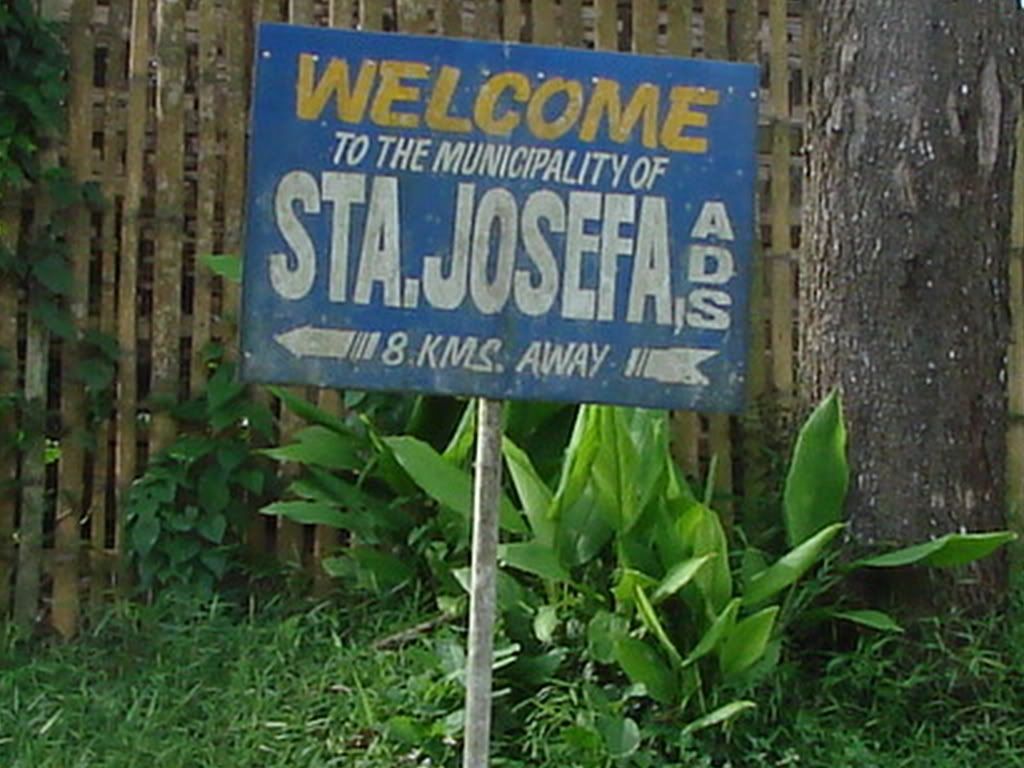 WELCOME
TO THE MUNICIPALITY OF
STA. JOSEFA, ADS
8 KMS. AWAY